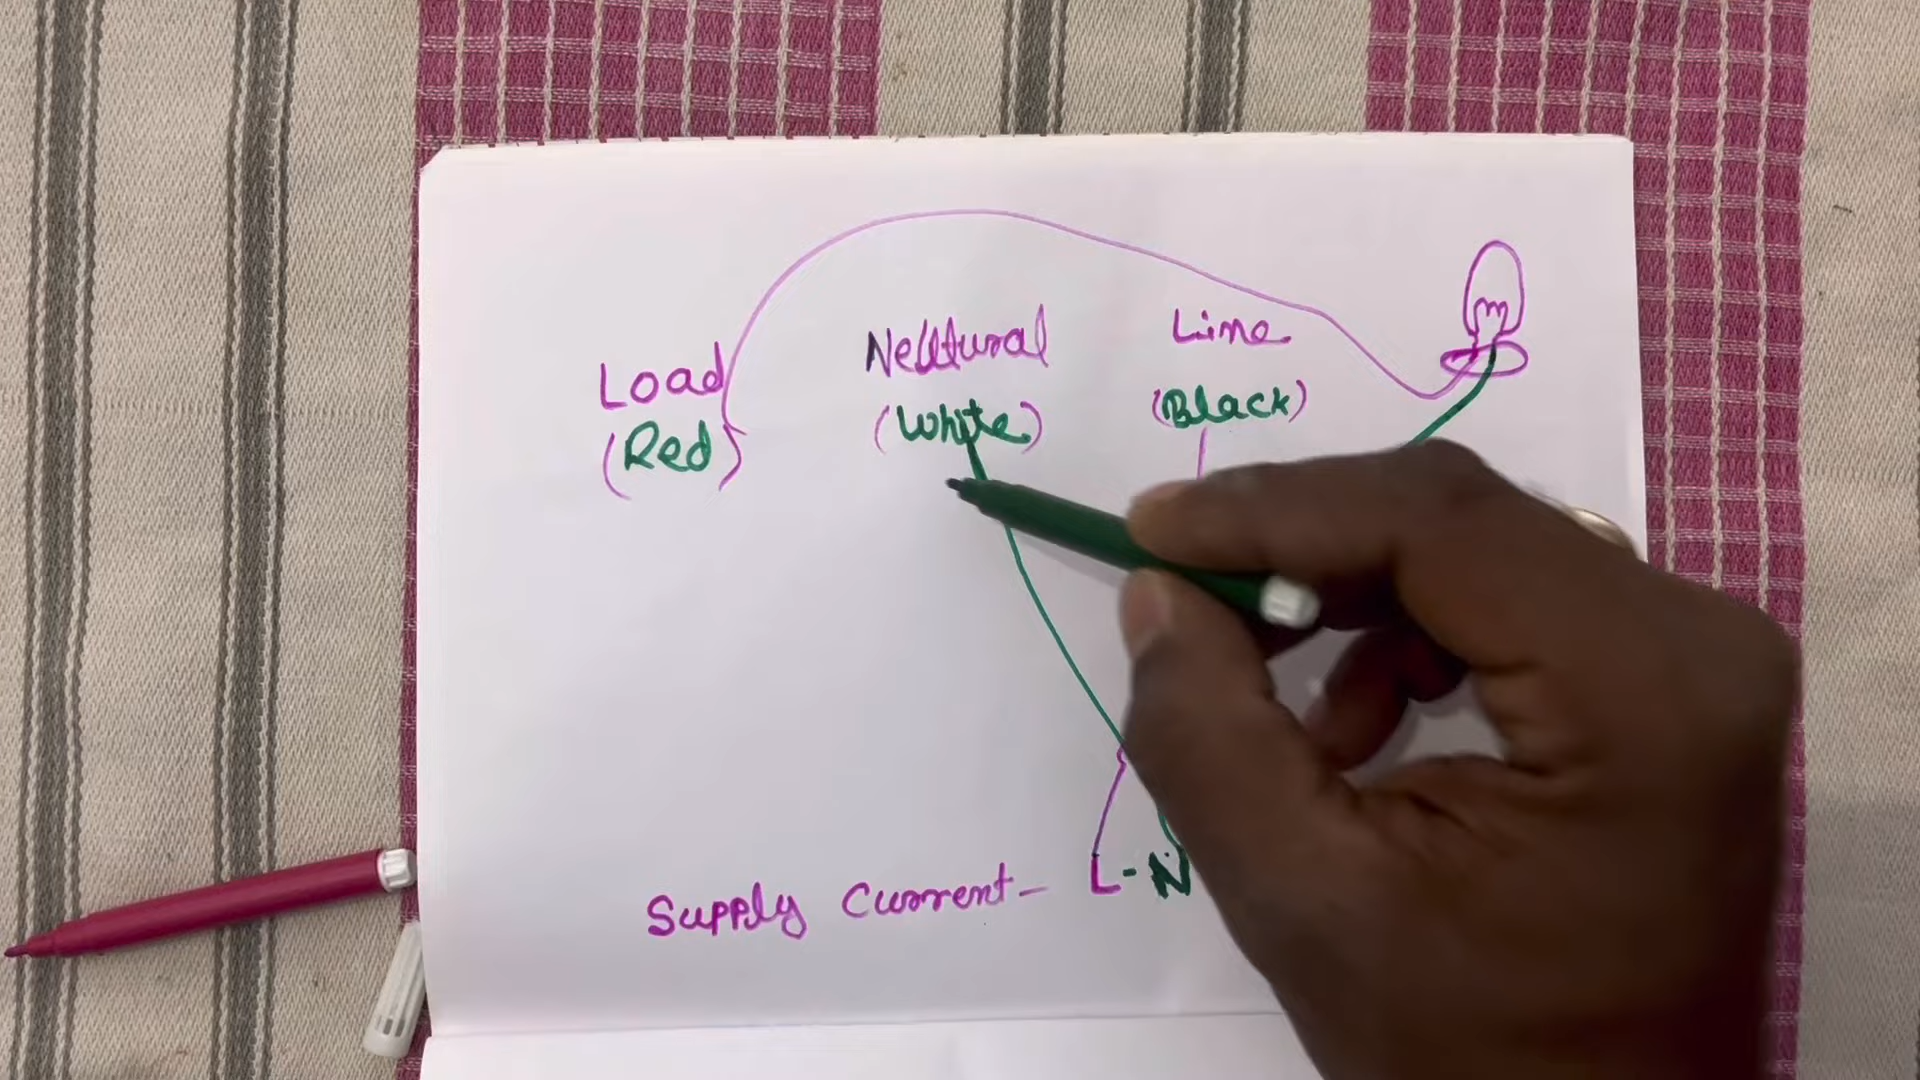 Load
(Red)
Neutural
(White)
Line
(Black)
Supply Current - L - N